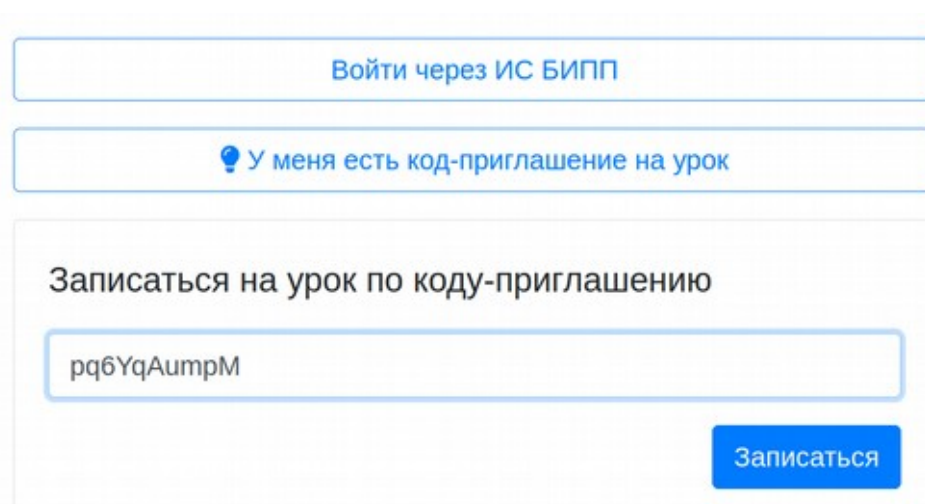 Войти через ИС БИПП
У меня есть код-приглашение на урок
Записаться на урок по коду-приглашению
pq6YqAumpM
Записаться